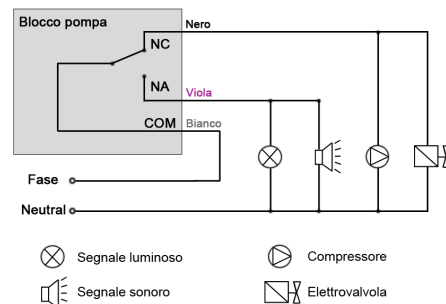 Blocco pompa
Nero
NC
NA
Viola
COM Bianco
Fase
Neutral
Segnale luminoso
Compressore
Segnale sonoro
Elettrovalvola